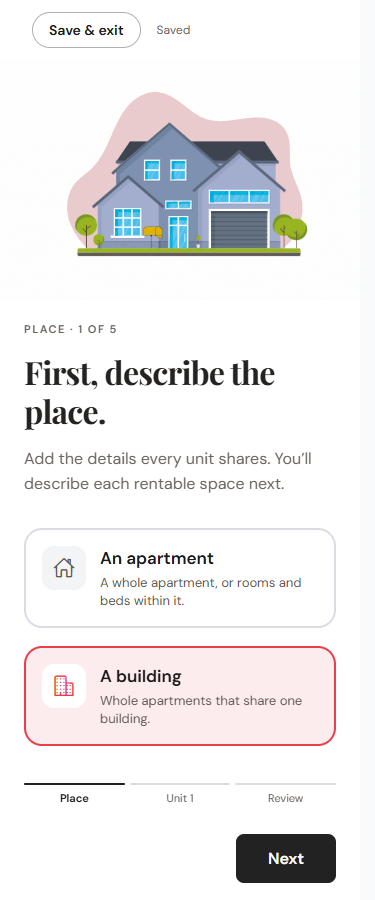 Save & exit
Saved
PLACE · 1 OF 5
First, describe the
place.
Add the details every unit shares. You’ll
describe each rentable space next.
An apartment
A whole apartment, or rooms and
beds within it.
A building
Whole apartments that share one
building.
Place
Unit 1
Review
Next